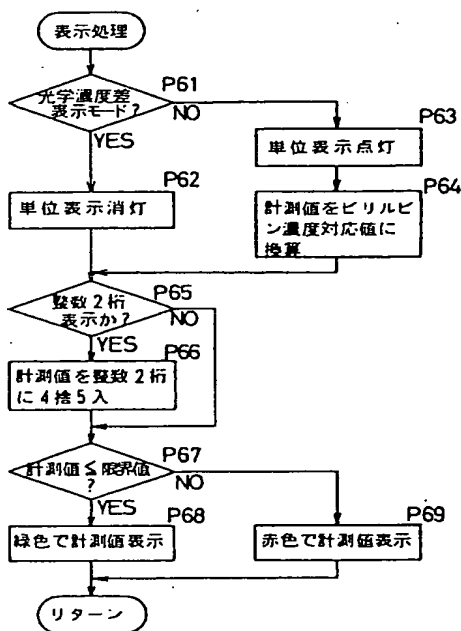 表示処理
P61
光学濃度差
表示モード?
NO
YES
P63
単位表示点灯
P62
単位表示消灯
P64
計測値をビリルビ
ン濃度対応値に
換算
P65
整数2桁
表示か?
NO
YES
P66
計測値を整数2桁
に4捨5入
P67
計測値≦限界値
?
NO
YES
P68
緑色で計測値表示
P69
赤色で計測値表示
リターン